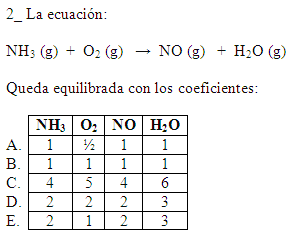 2_ La ecuación:
NH₃ (g) + O₂ (g) → NO (g) + H₂O (g)
Queda equilibrada con los coeficientes:
NH₃ O₂ NO H₂O
A. 1 ½ 1 1
B. 1 1 1 1
C. 4 5 4 6
D. 2 2 2 3
E. 2 1 2 3